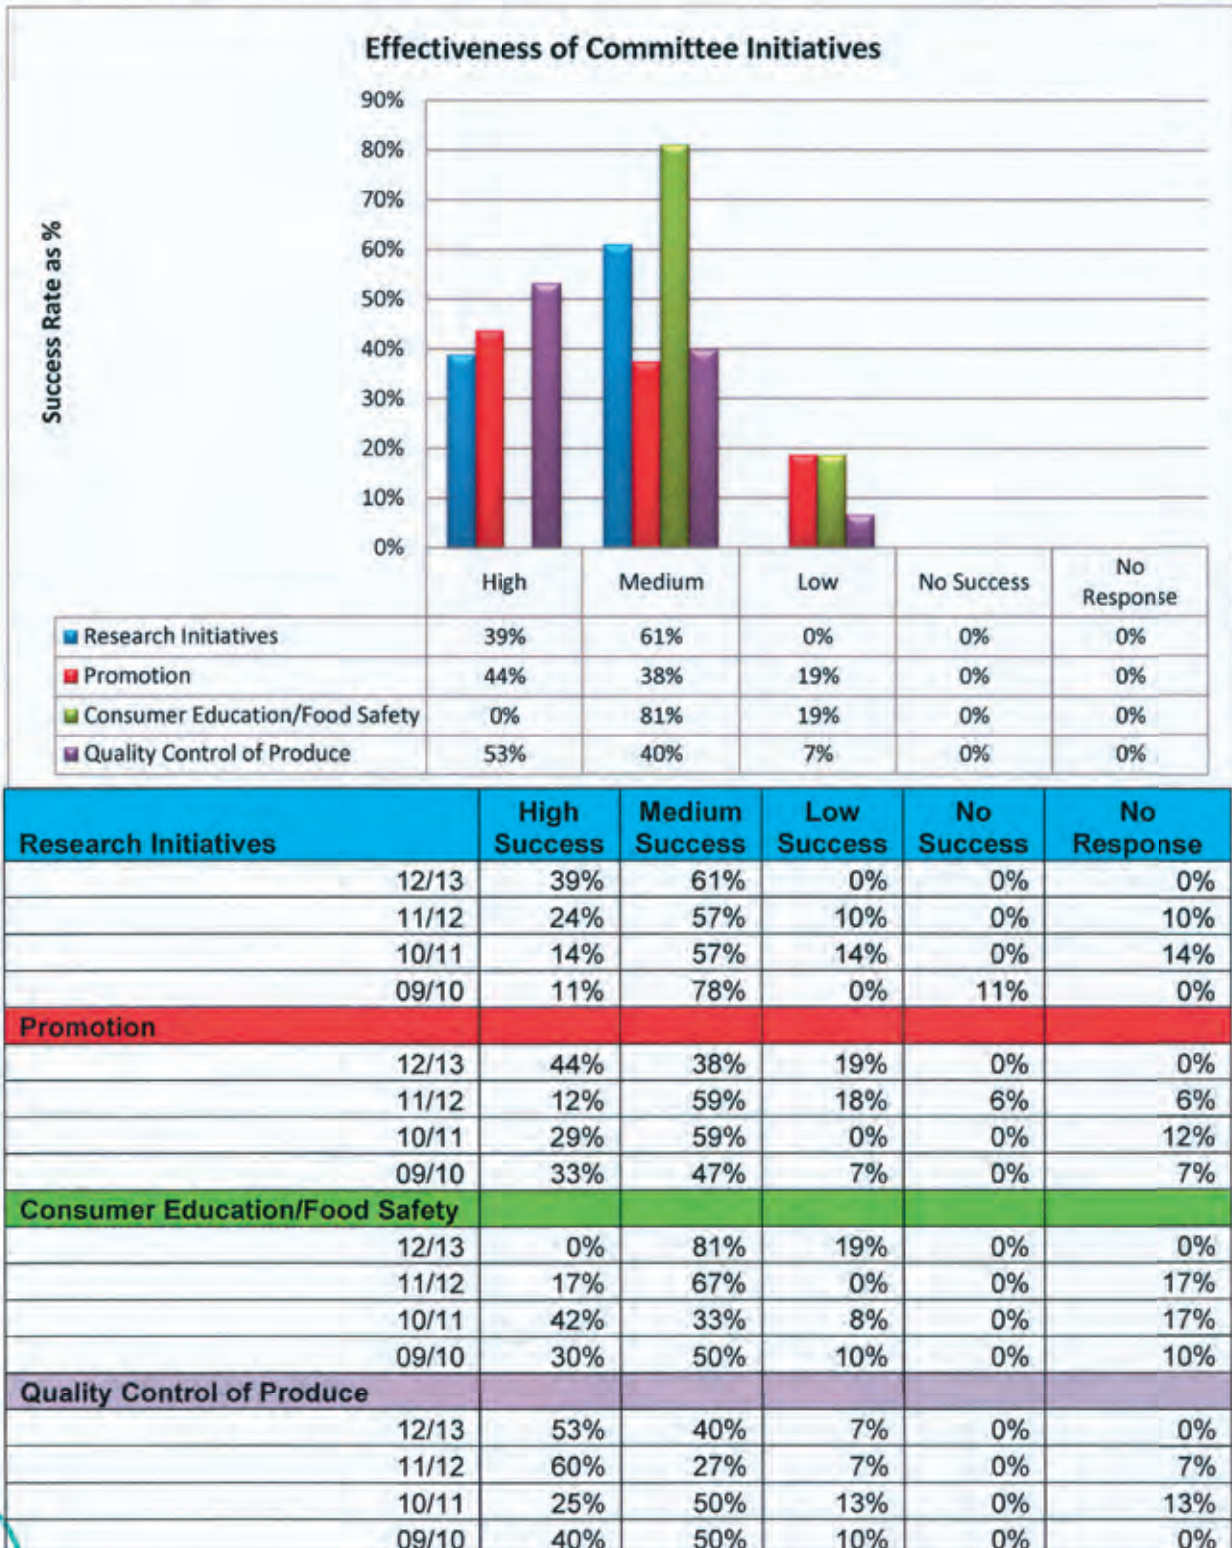 Effectiveness of Committee Initiatives
Success Rate as %
90%
80%
70%
60%
50%
40%
30%
20%
10%
0%
High Medium Low No Success No Response
Research Initiatives 39% 61% 0% 0% 0%
Promotion 44% 38% 19% 0% 0%
Consumer Education/Food Safety 0% 81% 19% 0% 0%
Quality Control of Produce 53% 40% 7% 0% 0%
Research Initiatives High Success Medium Success Low Success No Success No Response
12/13 39% 61% 0% 0% 0%
11/12 24% 57% 10% 0% 10%
10/11 14% 57% 14% 0% 14%
09/10 11% 78% 0% 11% 0%
Promotion
12/13 44% 38% 19% 0% 0%
11/12 12% 59% 18% 6% 6%
10/11 29% 59% 0% 0% 12%
09/10 33% 47% 7% 0% 7%
Consumer Education/Food Safety
12/13 0% 81% 19% 0% 0%
11/12 17% 67% 0% 0% 17%
10/11 42% 33% 8% 0% 17%
09/10 30% 50% 10% 0% 10%
Quality Control of Produce
12/13 53% 40% 7% 0% 0%
11/12 60% 27% 7% 0% 7%
10/11 25% 50% 13% 0% 13%
09/10 40% 50% 10% 0% 0%